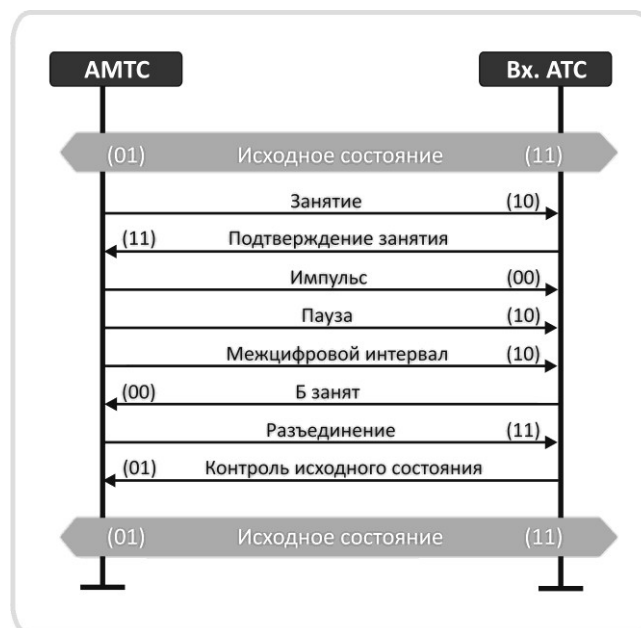 АМТС Вх. АТС
(01) Исходное состояние (11)
Занятие (10)
(11) Подтверждение занятия
Импульс (00)
Пауза (10)
Межцифровой интервал (10)
(00) Б занят
Разъединение (11)
(01) Контроль исходного состояния
(01) Исходное состояние (11)